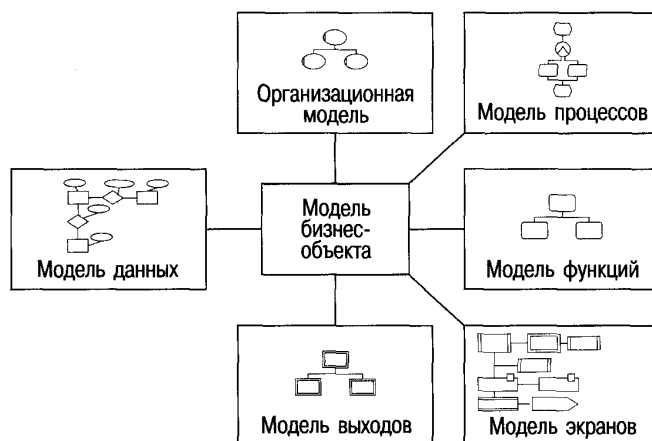 Организационная
модель
Модель процессов
Модель данных
Модель
бизнес-
объекта
Модель функций
Модель выходов
Модель экранов